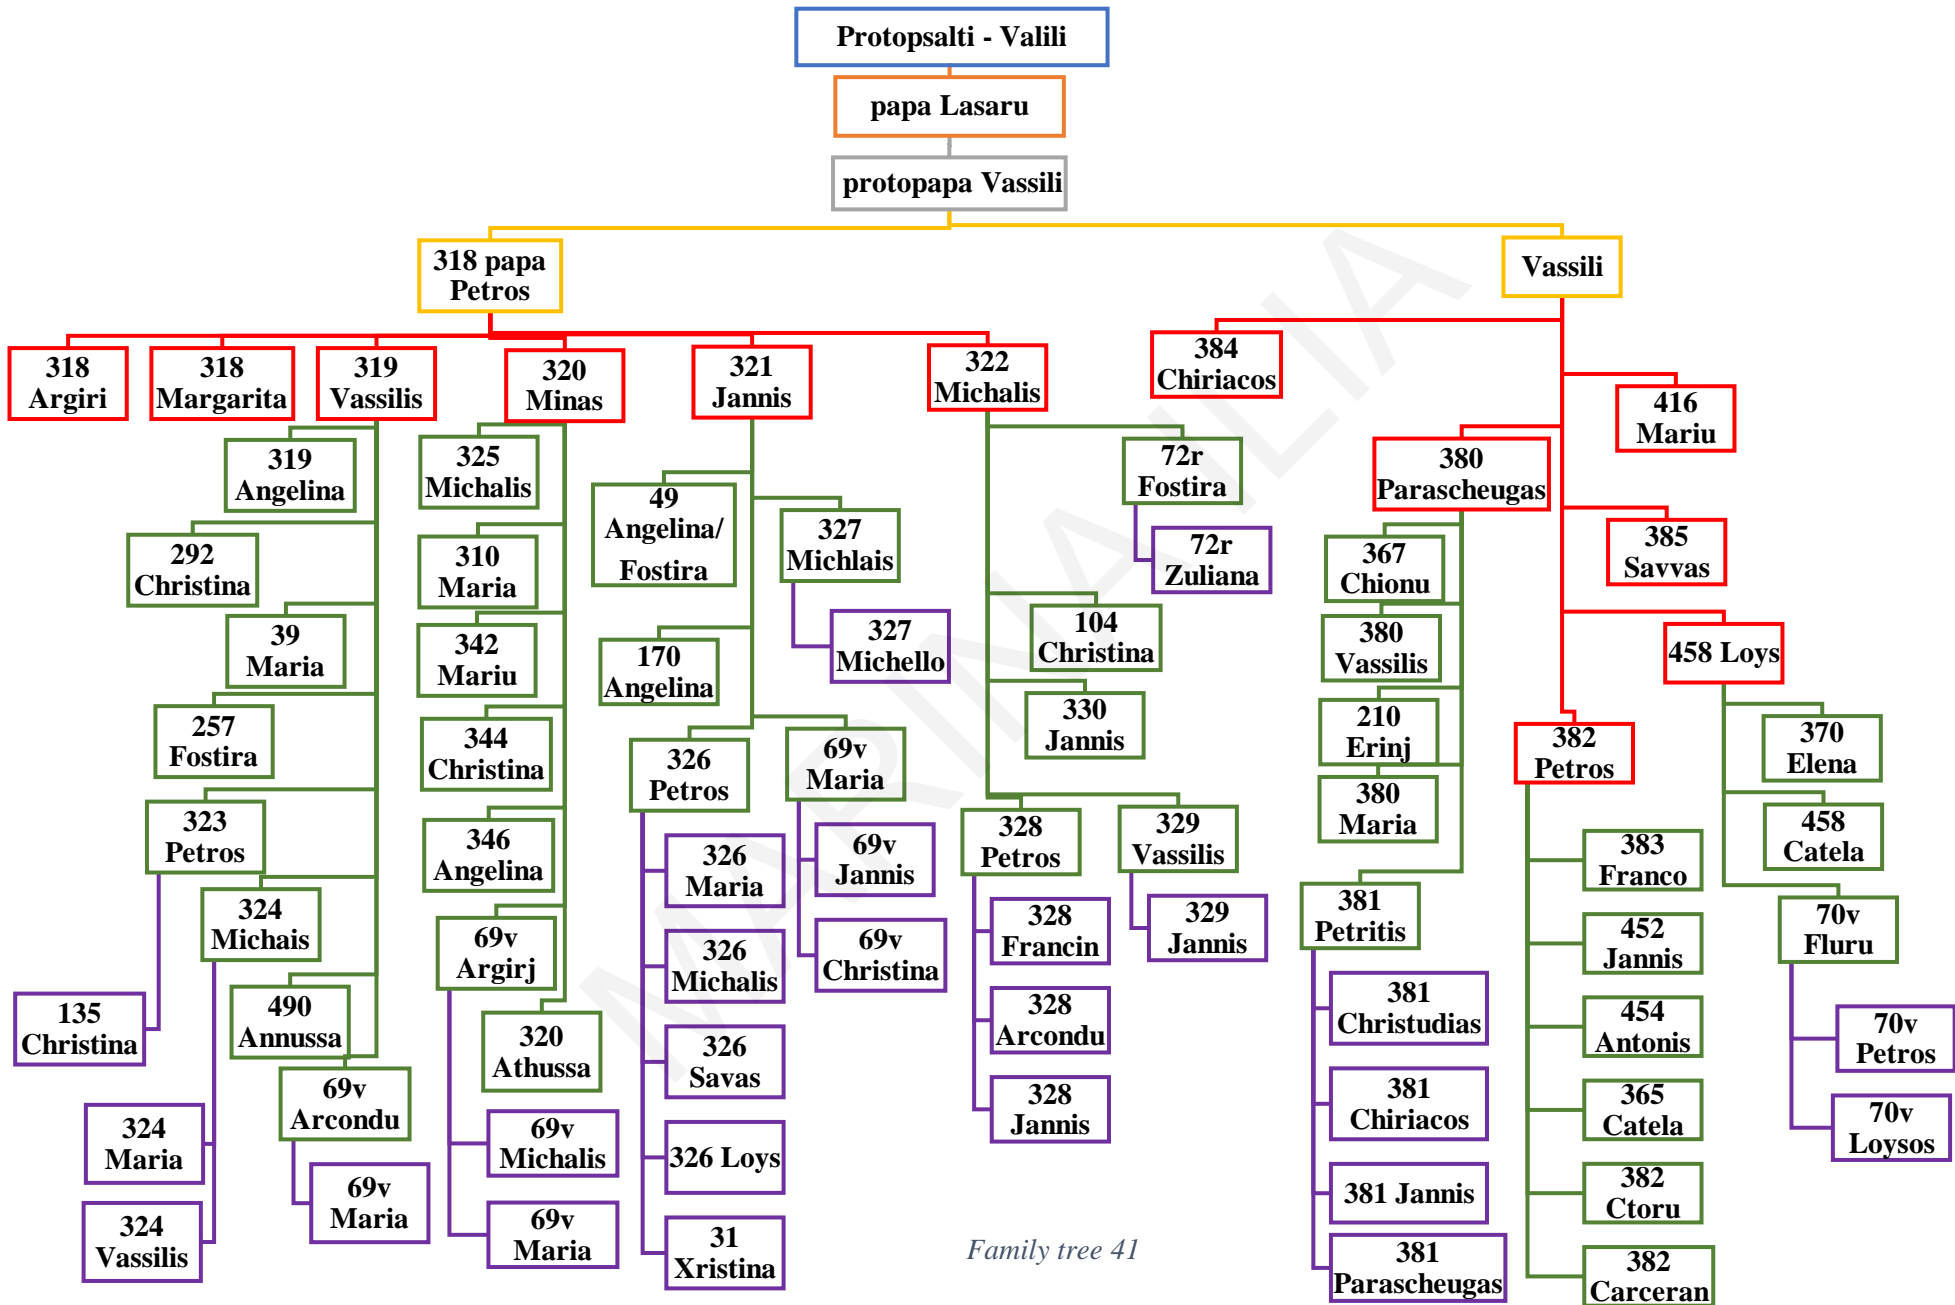 Protopsalti - Valili
papa Lasaru
protopapa Vassili
318 papa
Petros
Vassili
318
Argiri
318
Margarita
319
Vassilis
320
Minas
321
Jannis
322
Michalis
384
Chiriacos
416
Mariu
380
Parascheugas
385
Savvas
458 Loys
382
Petros
319
Angelina
292
Christina
39
Maria
257
Fostira
323
Petros
135
Christina
324
Michais
324
Maria
324
Vassilis
490
Annussa
69v
Arcondu
69v
Maria
325
Michalis
310
Maria
342
Mariu
344
Christina
346
Angelina
69v
Argirj
69v
Michalis
69v
Maria
320
Athussa
49
Angelina/
Fostira
327
Michlais
327
Michello
170
Angelina
326
Petros
326
Maria
326
Michalis
326
Savas
326 Loys
31
Xristina
69v
Maria
69v
Jannis
69v
Christina
72r
Fostira
72r
Zuliana
104
Christina
330
Jannis
328
Petros
328
Francin
328
Arcondu
328
Jannis
329
Vassilis
329
Jannis
367
Chionu
380
Vassilis
210
Erinj
380
Maria
381
Petritis
381
Christudias
381
Chiriacos
381 Jannis
381
Parascheugas
383
Franco
452
Jannis
454
Antonis
365
Catela
382
Ctoru
382
Carceran
370
Elena
458
Catela
70v
Fluru
70v
Petros
70v
Loysos
Family tree 41
MARINA ILIA